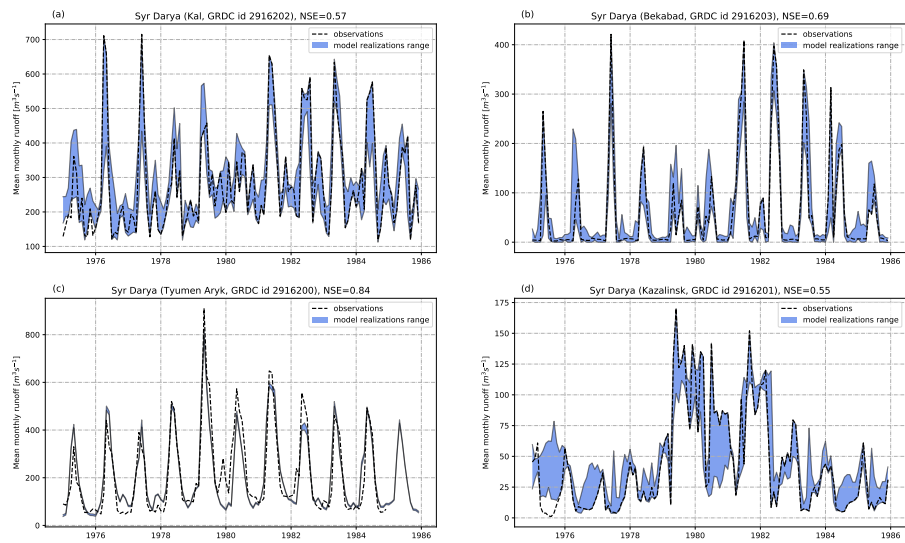 (a) Syr Darya (Kal, GRDC id 2916202), NSE=0.57
observations
model realizations range
Mean monthly runoff [m³s⁻¹]
700
600
500
400
300
200
100
1976 1978 1980 1982 1984 1986
(b) Syr Darya (Bekabad, GRDC id 2916203), NSE=0.69
observations
model realizations range
Mean monthly runoff [m³s⁻¹]
400
300
200
100
0
1976 1978 1980 1982 1984 1986
(c) Syr Darya (Tyumen Aryk, GRDC id 2916200), NSE=0.84
observations
model realizations range
Mean monthly runoff [m³s⁻¹]
800
600
400
200
0
1976 1978 1980 1982 1984 1986
(d) Syr Darya (Kazalinsk, GRDC id 2916201), NSE=0.55
observations
model realizations range
Mean monthly runoff [m³s⁻¹]
175
150
125
100
75
50
25
0
1976 1978 1980 1982 1984 1986